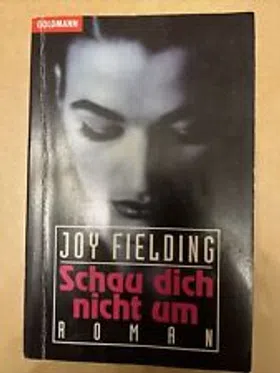 GOLDMANN
JOY FIELDING
Schau dich
nicht um
ROMAN